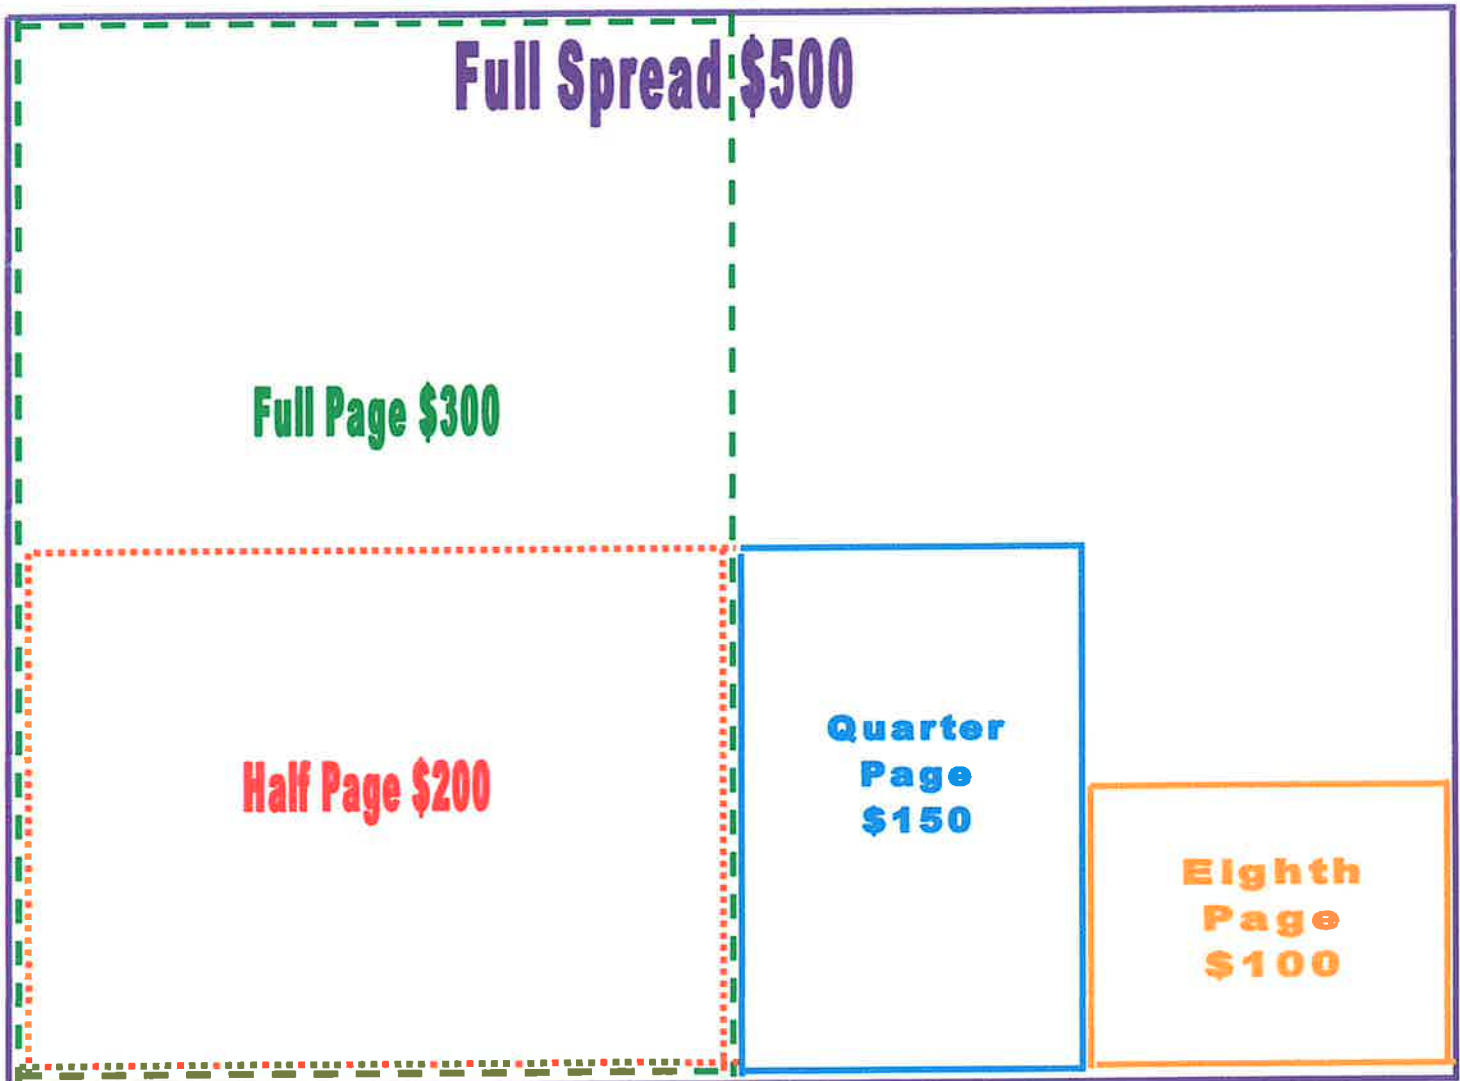 Full Spread $500
Full Page $300
Half Page $200
Quarter
Page
$150
Eighth
Page
$100